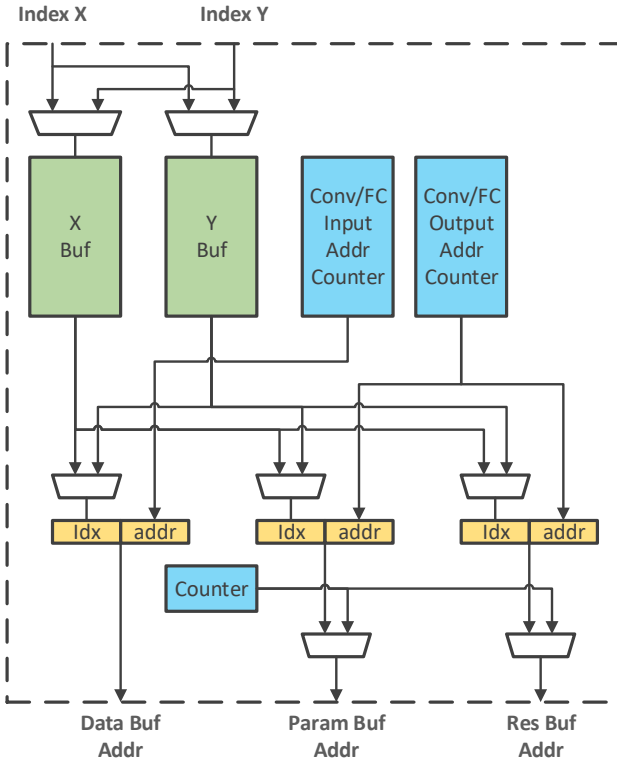 Index X
Index Y
X
Buf
Y
Buf
Conv/FC
Input
Addr
Counter
Conv/FC
Output
Addr
Counter
Idx
addr
Idx
addr
Idx
addr
Counter
Data Buf
Addr
Param Buf
Addr
Res Buf
Addr